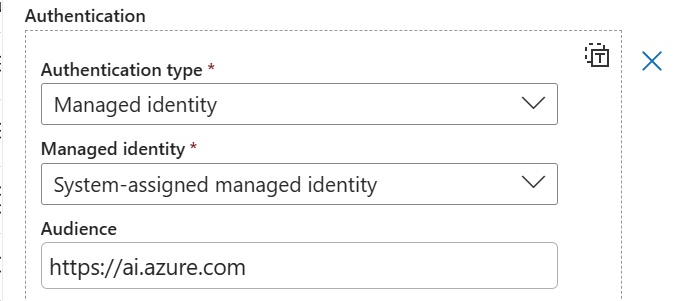 Authentication
Authentication type *
Managed identity
Managed identity *
System-assigned managed identity
Audience
https://ai.azure.com